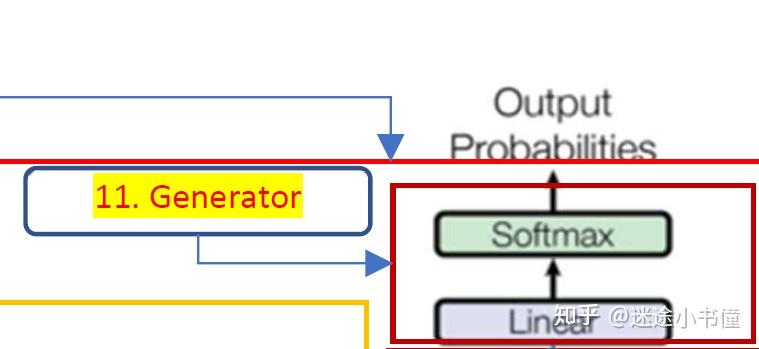 Output
Probabilities
11. Generator
Softmax
Linear
知乎 @迷途小书僮